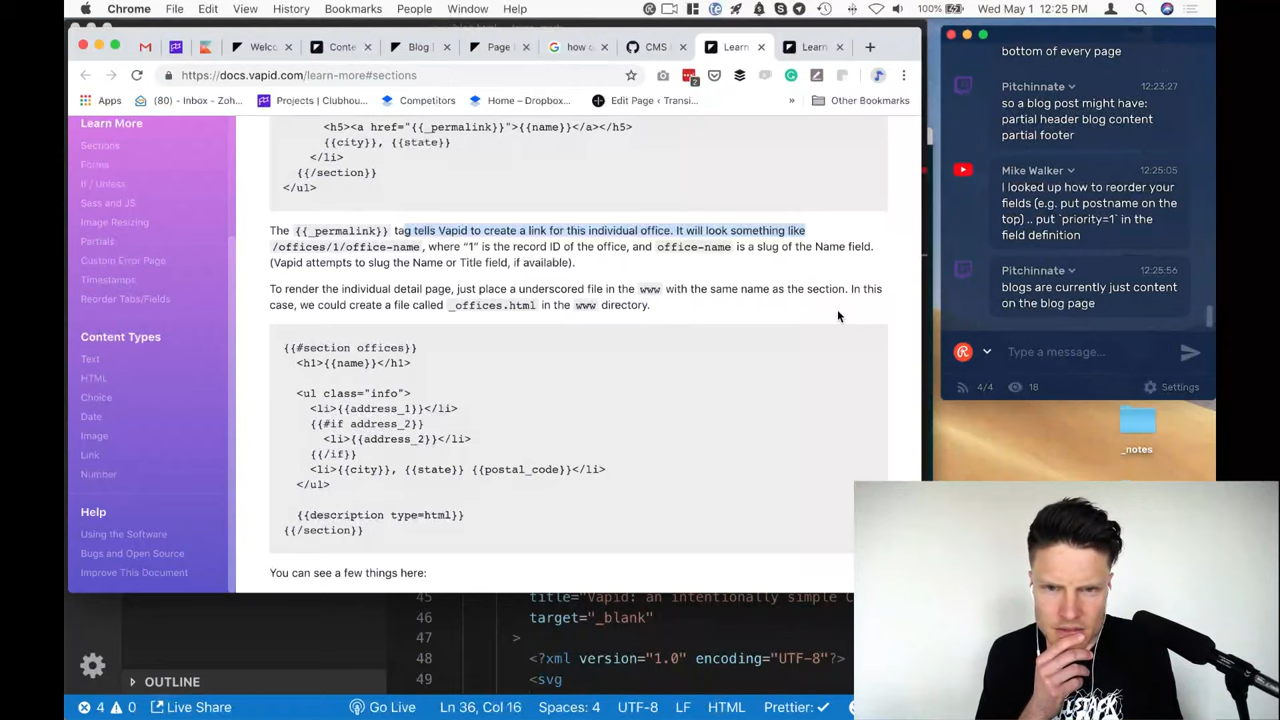 Chrome File Edit View History Bookmarks People Window Help
100% Wed May 1 12:25 PM
Welco
Conte
Blog
Page
how c
CMS
Learn
Learn
https://docs.vapid.com/learn-more#sections
2
Apps
(80) - Inbox - Zoh...
Projects | Clubhou...
Competitors
Home – Dropbox...
Edit Page ‹ Transi...
»
Other Bookmarks
Learn More
Sections
Forms
If / Unless
Sass and JS
Image Resizing
Partials
Custom Error Page
Timestamps
Reorder Tabs/Fields
Content Types
Text
HTML
Choice
Date
Image
Link
Number
Help
Using the Software
Bugs and Open Source
Improve This Document
<h5><a href="{{_permalink}}">{{name}}</a></h5>
{{city}}, {{state}}
</li>
{{/section}}
</ul>
The {{_permalink}} tag tells Vapid to create a link for this individual office. It will look something like
/offices/1/office-name, where “1” is the record ID of the office, and office-name is a slug of the Name field.
(Vapid attempts to slug the Name or Title field, if available).
To render the individual detail page, just place a underscored file in the www with the same name as the section. In this
case, we could create a file called _offices.html in the www directory.
{{#section offices}}
<h1>{{name}}</h1>
<ul class="info">
<li>{{address_1}}</li>
{{#if address_2}}
<li>{{address_2}}</li>
{{/if}}
<li>{{city}}, {{state}} {{postal_code}}</li>
</ul>
{{description type=html}}
{{/section}}
You can see a few things here:
bottom of every page
Pitchinnate 12:23:27
so a blog post might have:
partial header blog content
partial footer
Mike Walker 12:25:05
I looked up how to reorder your
fields (e.g. put postname on the
top) .. put `priority=1` in the
field definition
Pitchinnate 12:25:56
blogs are currently just content
on the blog page
Type a message...
4/4 18 Settings
_notes
45 title="Vapid: an intentionally simple C
46 target="_blank"
47 >
48 <?xml version="1.0" encoding="UTF-8"?>
49 <svg
OUTLINE
4 0 Live Share Go Live Ln 36, Col 16 Spaces: 4 UTF-8 LF HTML Prettier: ✓